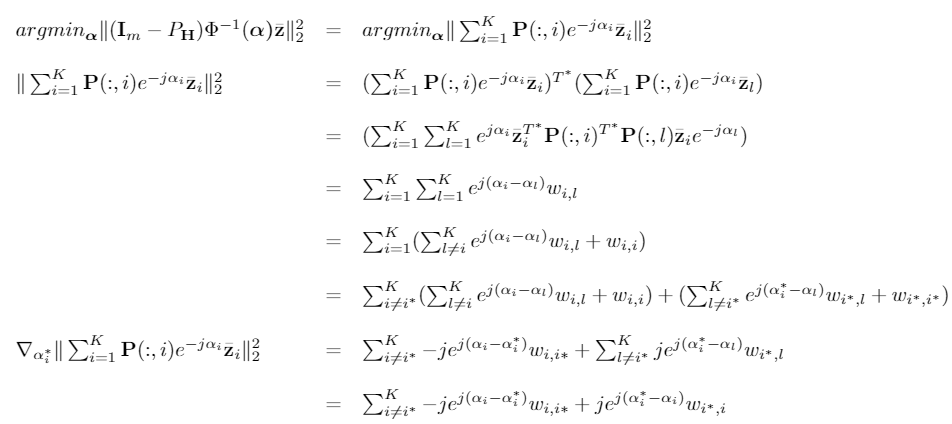 argmin_α‖(I_m − P_H)Φ^{−1}(α)z̄‖_2^2 = argmin_α‖∑_{i=1}^K P(:, i)e^{−jα_i}z̄_i‖_2^2
‖∑_{i=1}^K P(:, i)e^{−jα_i}z̄_i‖_2^2 = (∑_{i=1}^K P(:, i)e^{−jα_i}z̄_i)^{T^*}(∑_{i=1}^K P(:, i)e^{−jα_i}z̄_l)
= (∑_{i=1}^K ∑_{l=1}^K e^{jα_i}z̄_i^{T^*}P(:, i)^{T^*}P(:, l)z̄_i e^{−jα_l})
= ∑_{i=1}^K ∑_{l=1}^K e^{j(α_i−α_l)}w_{i,l}
= ∑_{i=1}^K(∑_{l≠i}^K e^{j(α_i−α_l)}w_{i,l} + w_{i,i})
= ∑_{i≠i^*}^K(∑_{l≠i}^K e^{j(α_i−α_l)}w_{i,l} + w_{i,i}) + (∑_{l≠i^*}^K e^{j(α_i^*−α_l)}w_{i^*,l} + w_{i^*,i^*})
∇_{α_i^*}‖∑_{i=1}^K P(:, i)e^{−jα_i}z̄_i‖_2^2 = ∑_{i≠i^*}^K −je^{j(α_i−α_i^*)}w_{i,i*} + ∑_{l≠i^*}^K je^{j(α_i^*−α_l)}w_{i^*,l}
= ∑_{i≠i^*}^K −je^{j(α_i−α_i^*)}w_{i,i*} + je^{j(α_i^*−α_i)}w_{i^*,i}